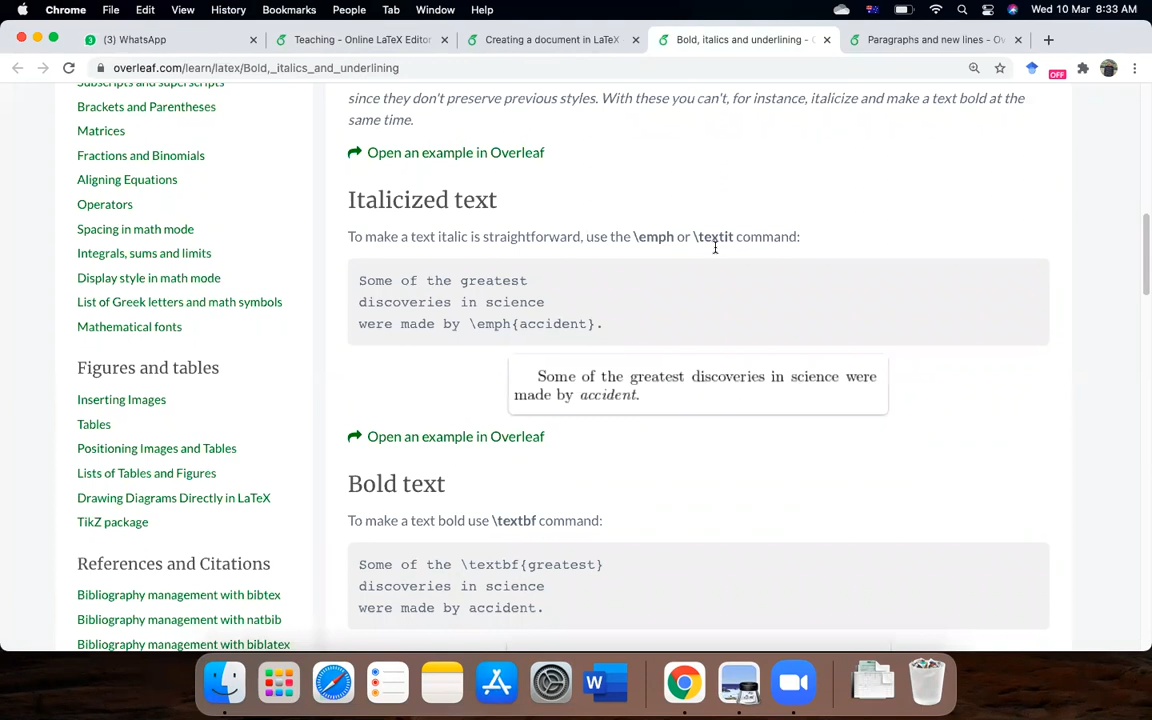 Chrome File Edit View History Bookmarks People Tab Window Help Wed 10 Mar 8:33 AM
3 (3) WhatsApp Teaching - Online LaTeX Editor Creating a document in LaTeX Bold, italics and underlining - Paragraphs and new lines - Ov
overleaf.com/learn/latex/Bold,_italics_and_underlining OFF
Subscripts and superscripts
Brackets and Parentheses
Matrices
Fractions and Binomials
Aligning Equations
Operators
Spacing in math mode
Integrals, sums and limits
Display style in math mode
List of Greek letters and math symbols
Mathematical fonts
Figures and tables
Inserting Images
Tables
Positioning Images and Tables
Lists of Tables and Figures
Drawing Diagrams Directly in LaTeX
TikZ package
References and Citations
Bibliography management with bibtex
Bibliography management with natbib
Bibliography management with biblatex
since they don't preserve previous styles. With these you can't, for instance, italicize and make a text bold at the
same time.
Open an example in Overleaf
Italicized text
To make a text italic is straightforward, use the \emph or \textit command:
Some of the greatest
discoveries in science
were made by \emph{accident}.
Some of the greatest discoveries in science were
made by accident.
Open an example in Overleaf
Bold text
To make a text bold use \textbf command:
Some of the \textbf{greatest}
discoveries in science
were made by accident.
W